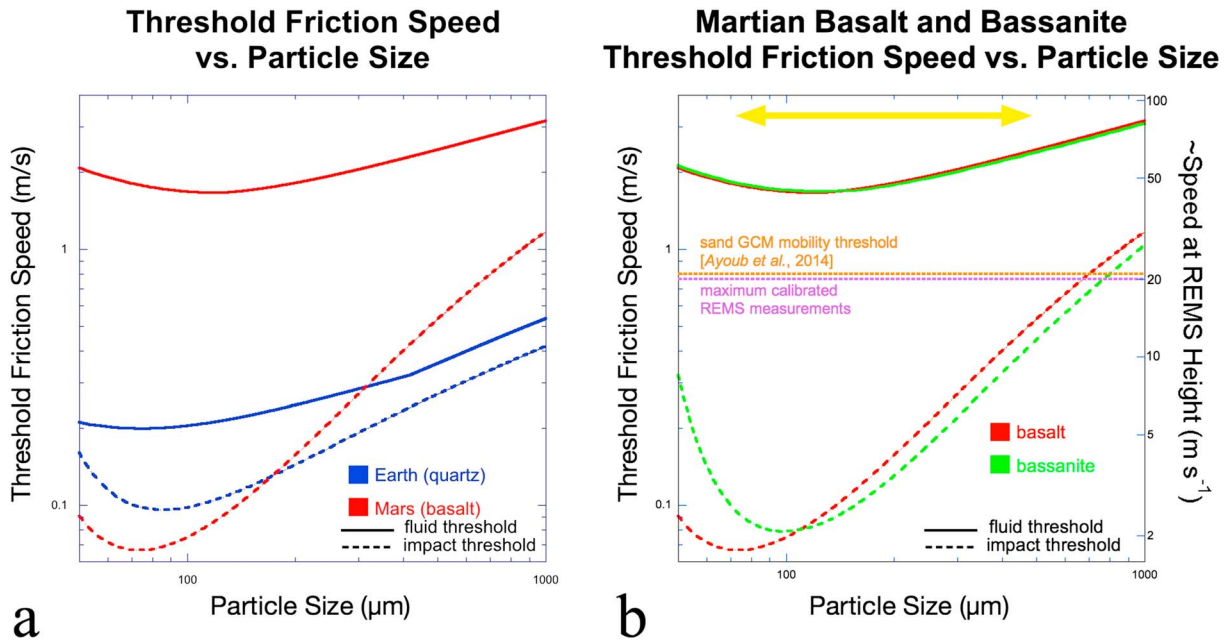 Threshold Friction Speed
vs. Particle Size
Threshold Friction Speed (m/s)
1
0.1
Earth (quartz)
Mars (basalt)
fluid threshold
impact threshold
100
1000
Particle Size (µm)
a
Martian Basalt and Bassanite
Threshold Friction Speed vs. Particle Size
Threshold Friction Speed (m/s)
1
0.1
sand GCM mobility threshold
[Ayoub et al., 2014]
maximum calibrated
REMS measurements
basalt
bassanite
fluid threshold
impact threshold
100
50
20
10
5
2
~Speed at REMS Height (m s⁻¹)
100
1000
Particle Size (µm)
b